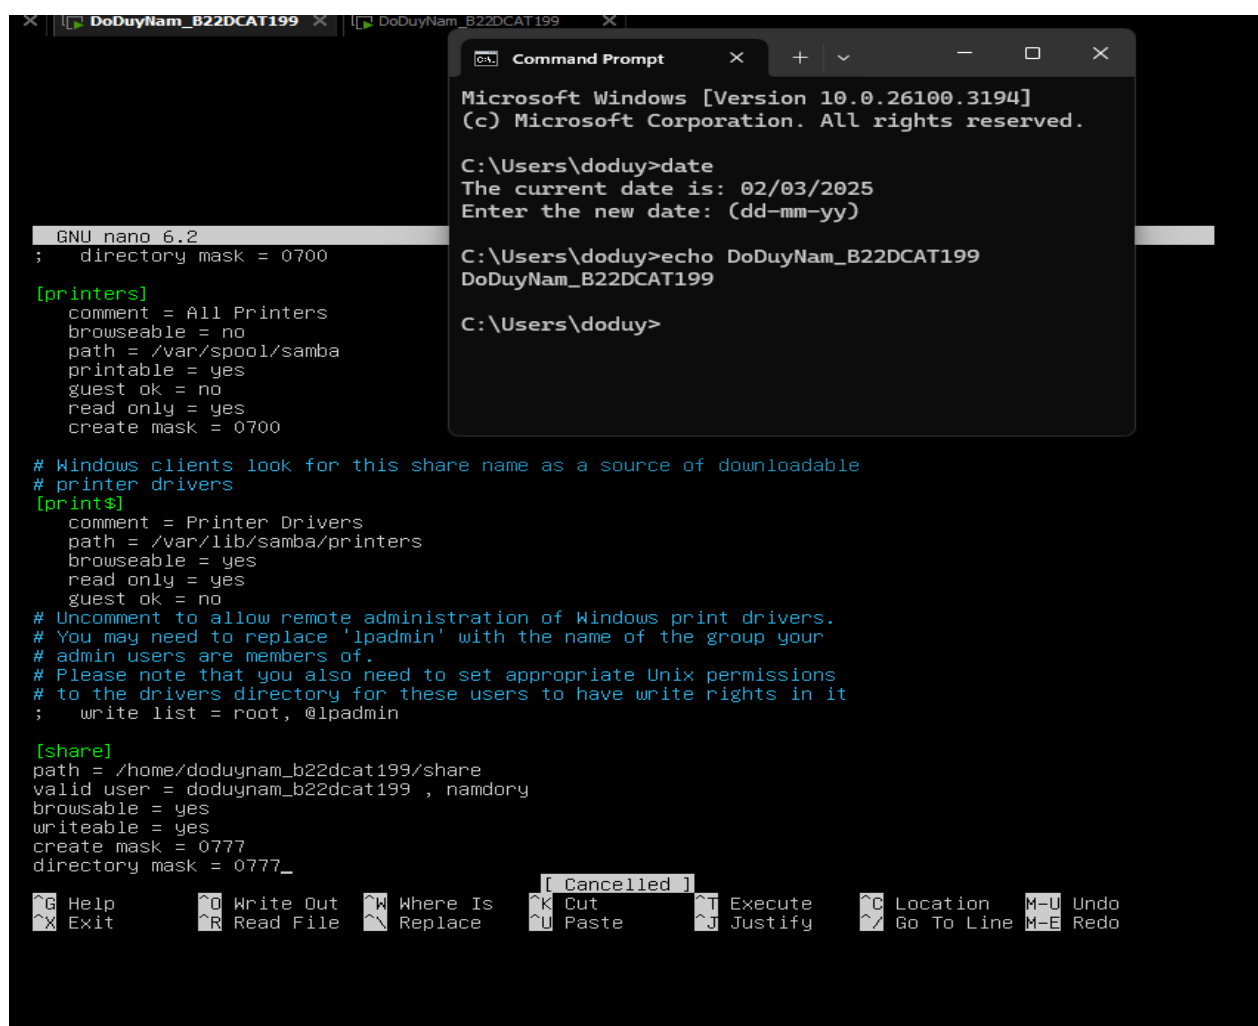 DoDuyNam_B22DCAT199
DoDuyNam_B22DCAT199
Command Prompt
Microsoft Windows [Version 10.0.26100.3194]
(c) Microsoft Corporation. All rights reserved.
C:\Users\doduy>date
The current date is: 02/03/2025
Enter the new date: (dd-mm-yy)
C:\Users\doduy>echo DoDuyNam_B22DCAT199
DoDuyNam_B22DCAT199
C:\Users\doduy>
GNU nano 6.2
;   directory mask = 0700
[printers]
   comment = All Printers
   browseable = no
   path = /var/spool/samba
   printable = yes
   guest ok = no
   read only = yes
   create mask = 0700
# Windows clients look for this share name as a source of downloadable
# printer drivers
[print$]
   comment = Printer Drivers
   path = /var/lib/samba/printers
   browseable = yes
   read only = yes
   guest ok = no
# Uncomment to allow remote administration of Windows print drivers.
# You may need to replace 'lpadmin' with the name of the group your
# admin users are members of.
# Please note that you also need to set appropriate Unix permissions
# to the drivers directory for these users to have write rights in it
;   write list = root, @lpadmin
[share]
path = /home/doduynam_b22dcat199/share
valid user = doduynam_b22dcat199 , namdory
browsable = yes
writeable = yes
create mask = 0777
directory mask = 0777_
[ Cancelled ]
^G Help ^O Write Out ^W Where Is ^K Cut ^T Execute ^C Location M-U Undo
^X Exit ^R Read File ^\ Replace ^U Paste ^J Justify ^/ Go To Line M-E Redo